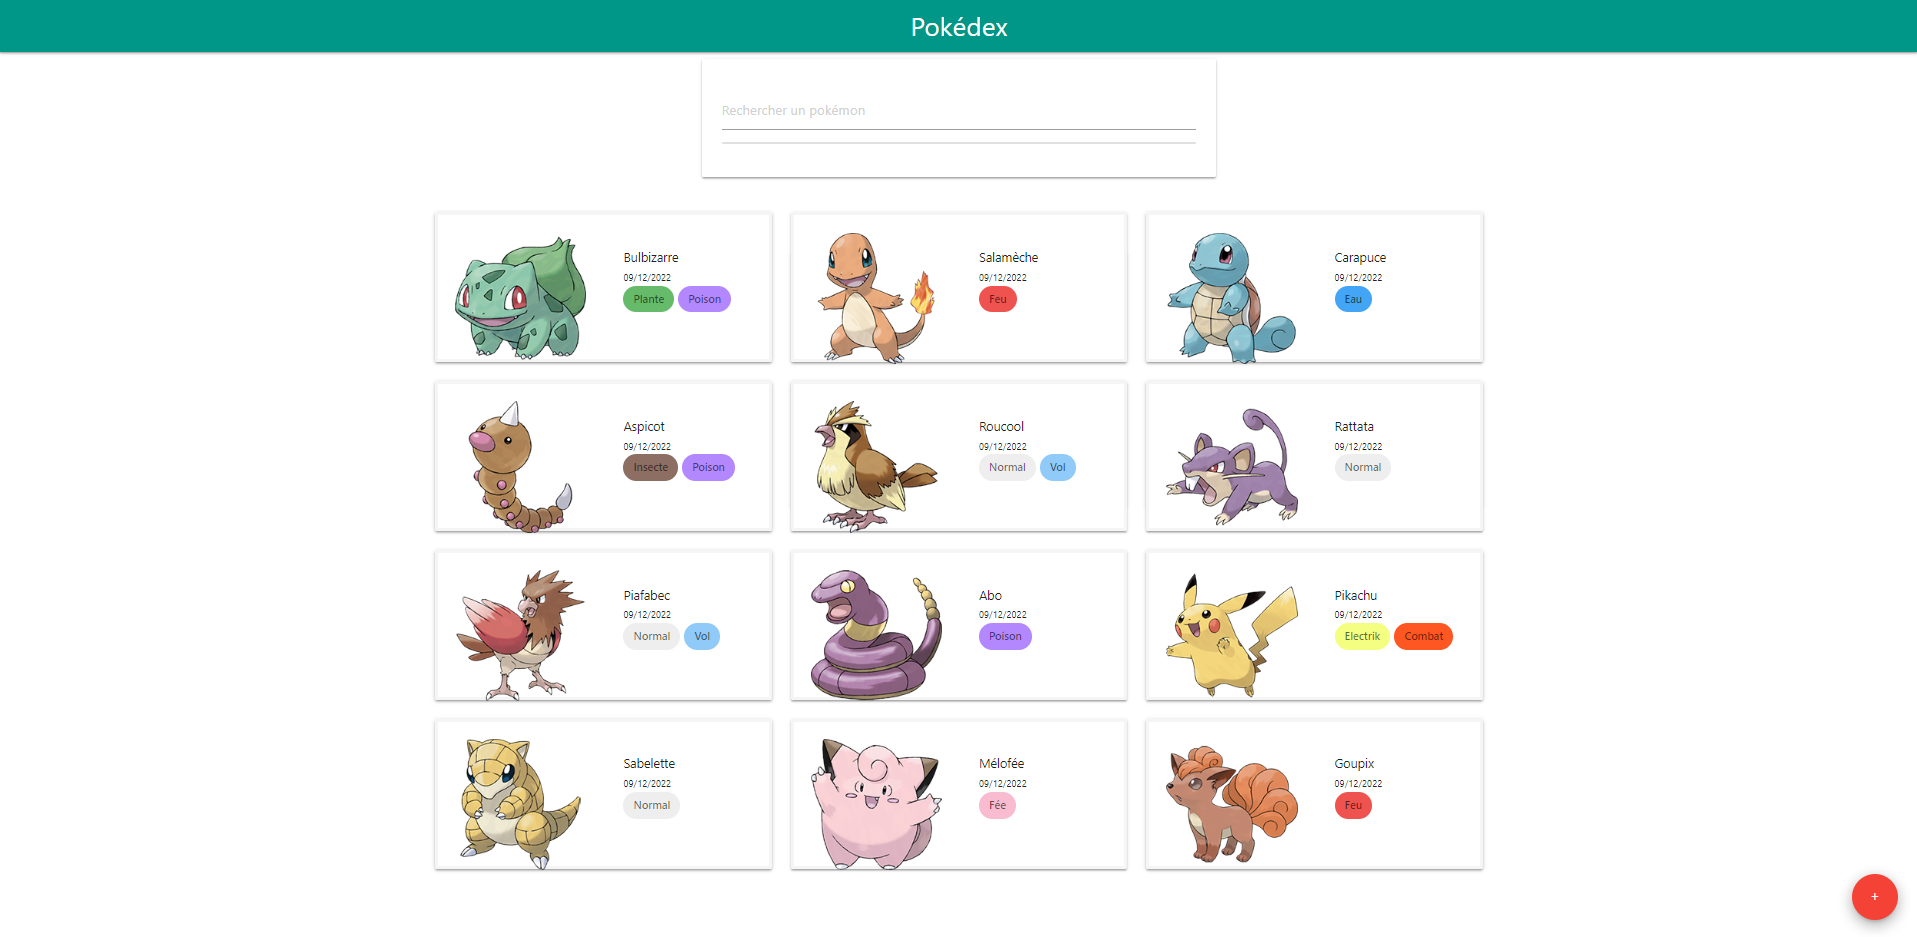 Pokédex
Rechercher un pokémon
Bulbizarre
09/12/2022
Plante Poison
Salamèche
09/12/2022
Feu
Carapuce
09/12/2022
Eau
Aspicot
09/12/2022
Insecte Poison
Roucool
09/12/2022
Normal Vol
Rattata
09/12/2022
Normal
Piafabec
09/12/2022
Normal Vol
Abo
09/12/2022
Poison
Pikachu
09/12/2022
Electrik Combat
Sabelette
09/12/2022
Normal
Mélofée
09/12/2022
Fée
Goupix
09/12/2022
Feu
+